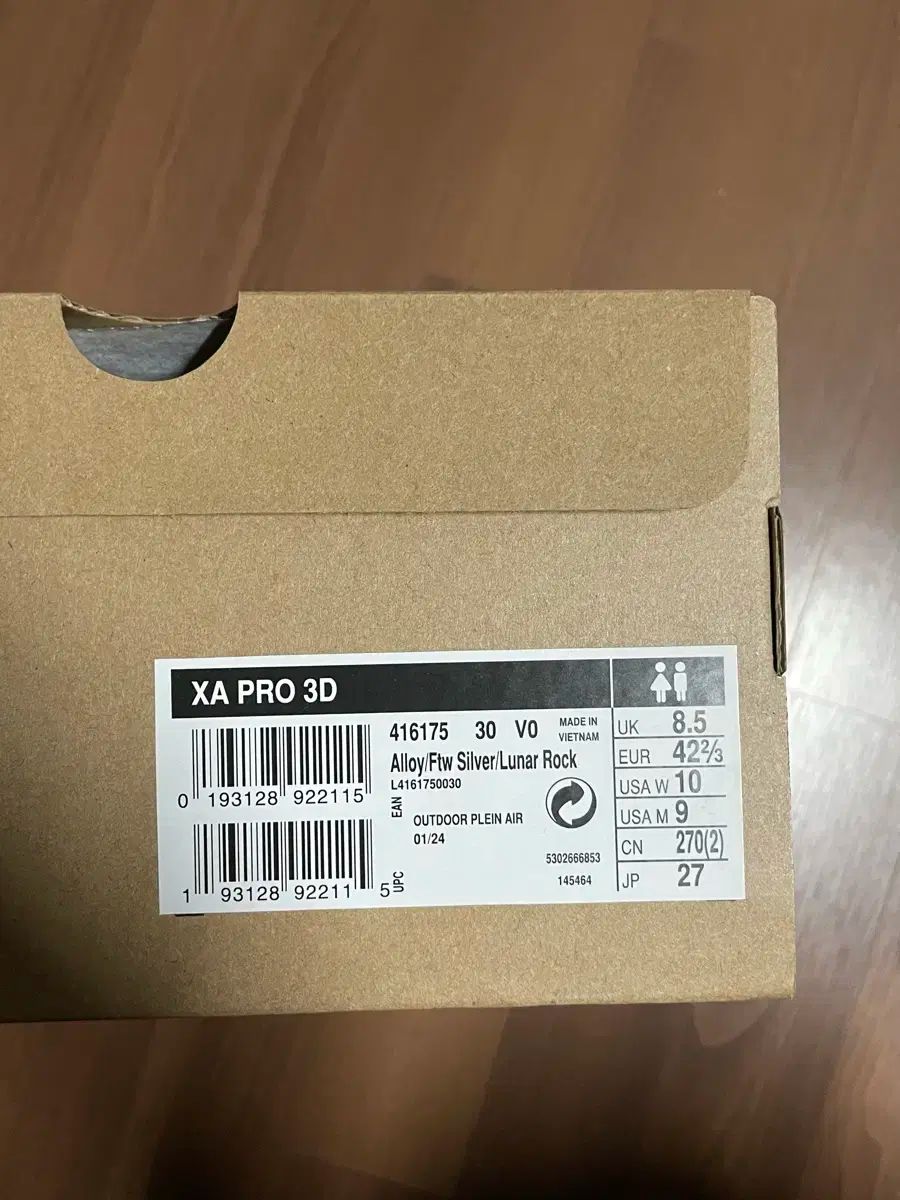 XA PRO 3D
0 193128 922115
EAN
1 93128 92211 5
UPC
416175 30 V0
MADE IN
VIETNAM
Alloy/Ftw Silver/Lunar Rock
L4161750030
OUTDOOR PLEIN AIR
01/24
5302666853
145464
UK 8.5
EUR 42⅔
USA W 10
USA M 9
CN 270(2)
JP 27